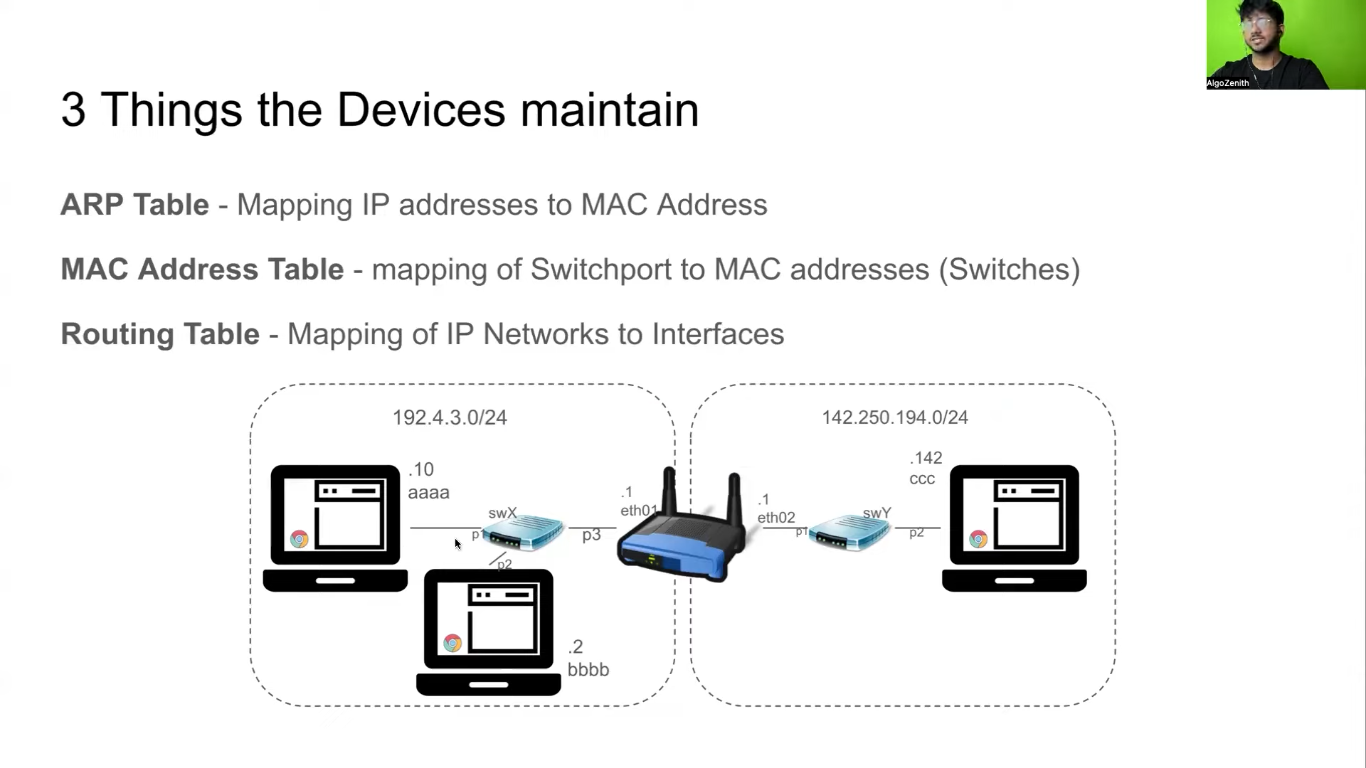 AlgoZenith
3 Things the Devices maintain
ARP Table - Mapping IP addresses to MAC Address
MAC Address Table - mapping of Switchport to MAC addresses (Switches)
Routing Table - Mapping of IP Networks to Interfaces
192.4.3.0/24
142.250.194.0/24
.10
aaaa
swX
p3
p2
.2
bbbb
.1
eth01
.1
eth02
p1
swY
p2
.142
ccc